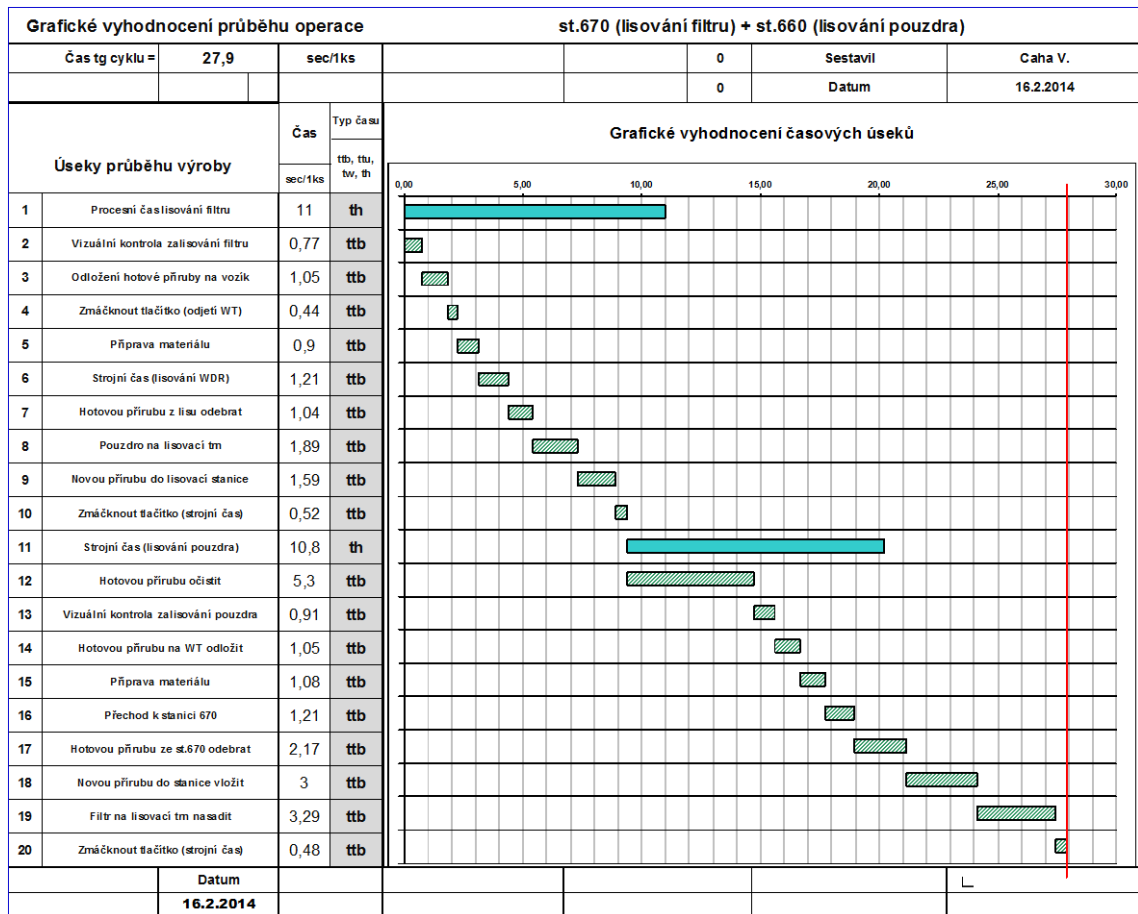 Grafické vyhodnocení průběhu operace st.670 (lisování filtru) + st.660 (lisování pouzdra)
Čas tg cyklu = 27,9 sec/1ks 0 Sestavil Caha V.
0 Datum 16.2.2014
Úseky průběhu výroby
Čas
sec/1ks
Typ času
ttb, ttu,
tw, th
Grafické vyhodnocení časových úseků
0,00 5,00 10,00 15,00 20,00 25,00 30,00
1 Procesní čas lisování filtru 11 th
2 Vizuální kontrola zalisování filtru 0,77 ttb
3 Odložení hotové příruby na vozík 1,05 ttb
4 Zmáčknout tlačítko (odjetí WT) 0,44 ttb
5 Příprava materiálu 0,9 ttb
6 Strojní čas (lisování WDR) 1,21 ttb
7 Hotovou přírubu z lisu odebrat 1,04 ttb
8 Pouzdro na lisovací trn 1,89 ttb
9 Novou přírubu do lisovací stanice 1,59 ttb
10 Zmáčknout tlačítko (strojní čas) 0,52 ttb
11 Strojní čas (lisování pouzdra) 10,8 th
12 Hotovou přírubu očistit 5,3 ttb
13 Vizuální kontrola zalisování pouzdra 0,91 ttb
14 Hotovou přírubu na WT odložit 1,05 ttb
15 Příprava materiálu 1,08 ttb
16 Přechod k stanici 670 1,21 ttb
17 Hotovou přírubu ze st.670 odebrat 2,17 ttb
18 Novou přírubu do stanice vložit 3 ttb
19 Filtr na lisovací trn nasadit 3,29 ttb
20 Zmáčknout tlačítko (strojní čas) 0,48 ttb
Datum
16.2.2014